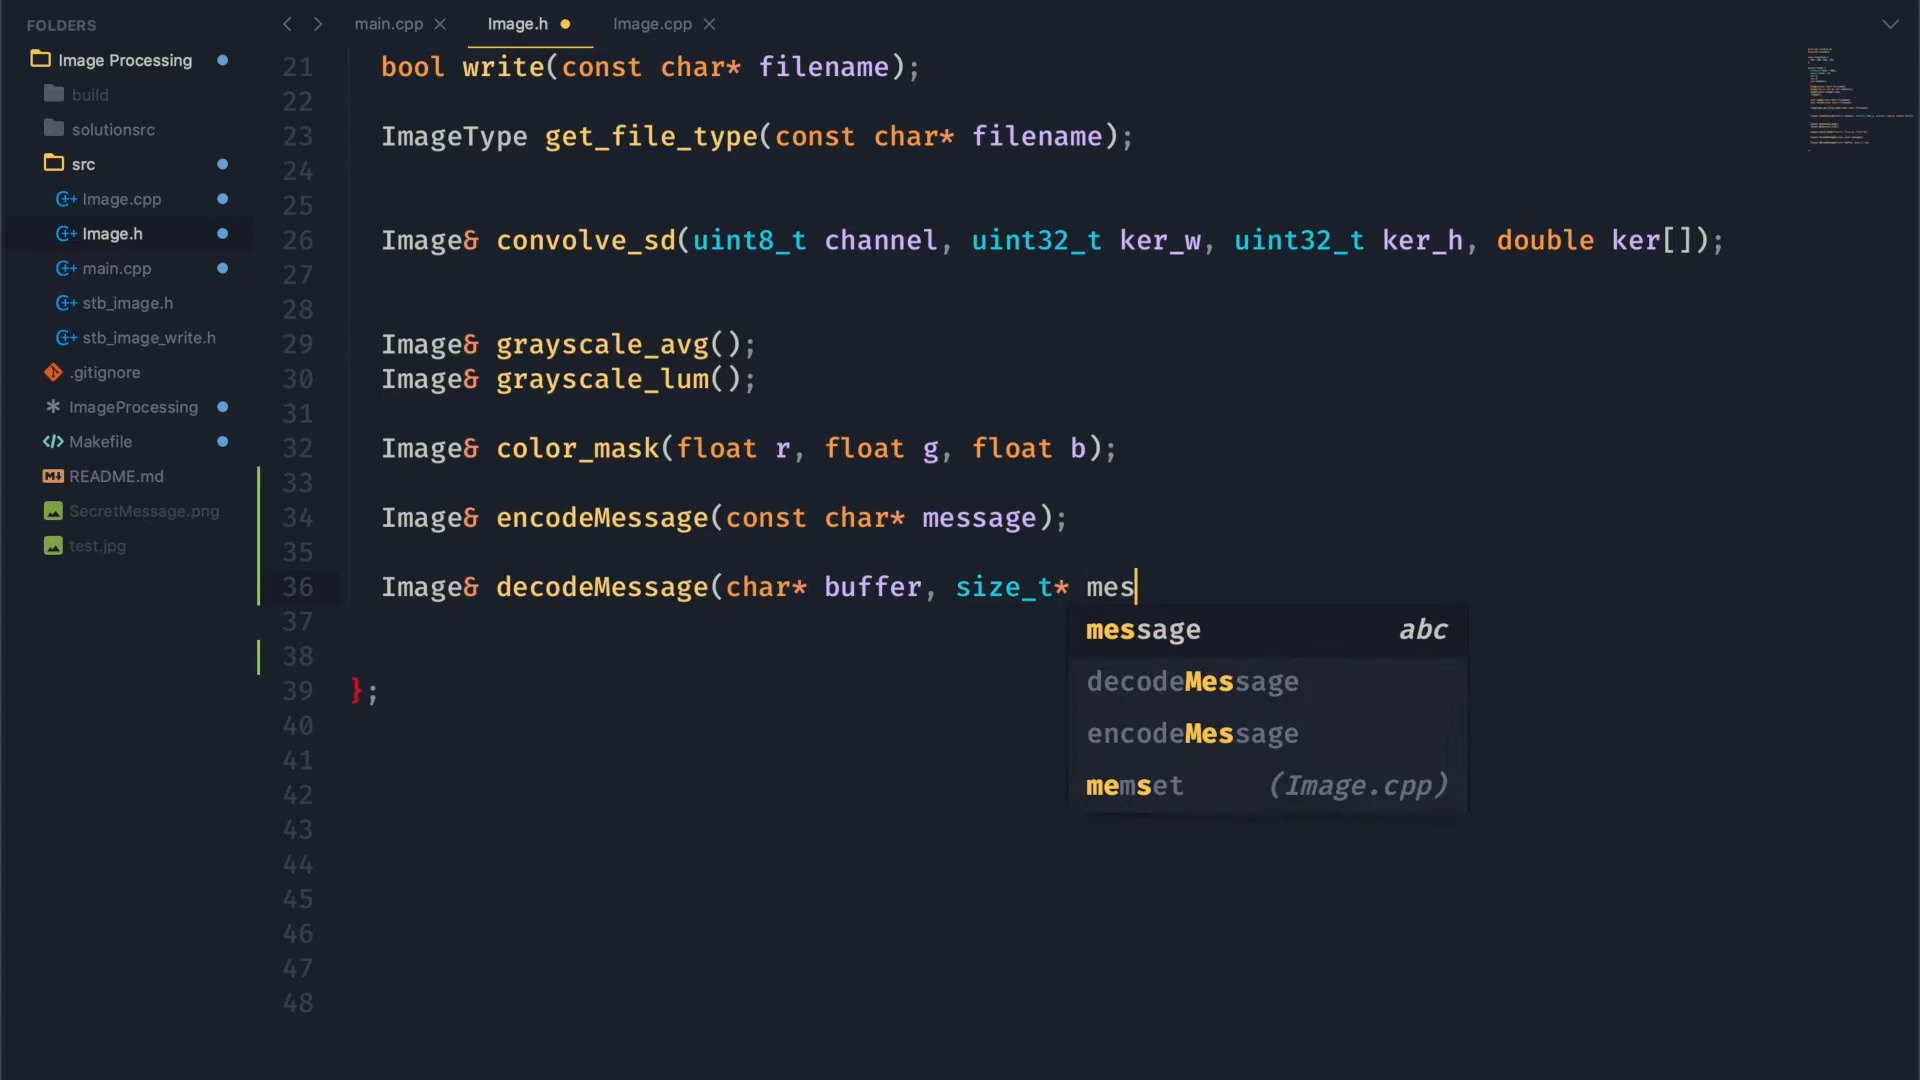 FOLDERS
Image Processing
build
solutionsrc
src
Image.cpp
Image.h
main.cpp
stb_image.h
stb_image_write.h
.gitignore
ImageProcessing
Makefile
README.md
SecretMessage.png
test.jpg
main.cpp Image.h Image.cpp
21 bool write(const char* filename);
22
23 ImageType get_file_type(const char* filename);
24
25
26 Image& convolve_sd(uint8_t channel, uint32_t ker_w, uint32_t ker_h, double ker[]);
27
28
29 Image& grayscale_avg();
30 Image& grayscale_lum();
31
32 Image& color_mask(float r, float g, float b);
33
34 Image& encodeMessage(const char* message);
35
36 Image& decodeMessage(char* buffer, size_t* mes
37
38
39 };
40
41
42
43
44
45
46
47
48
message abc
decodeMessage
encodeMessage
memset (Image.cpp)